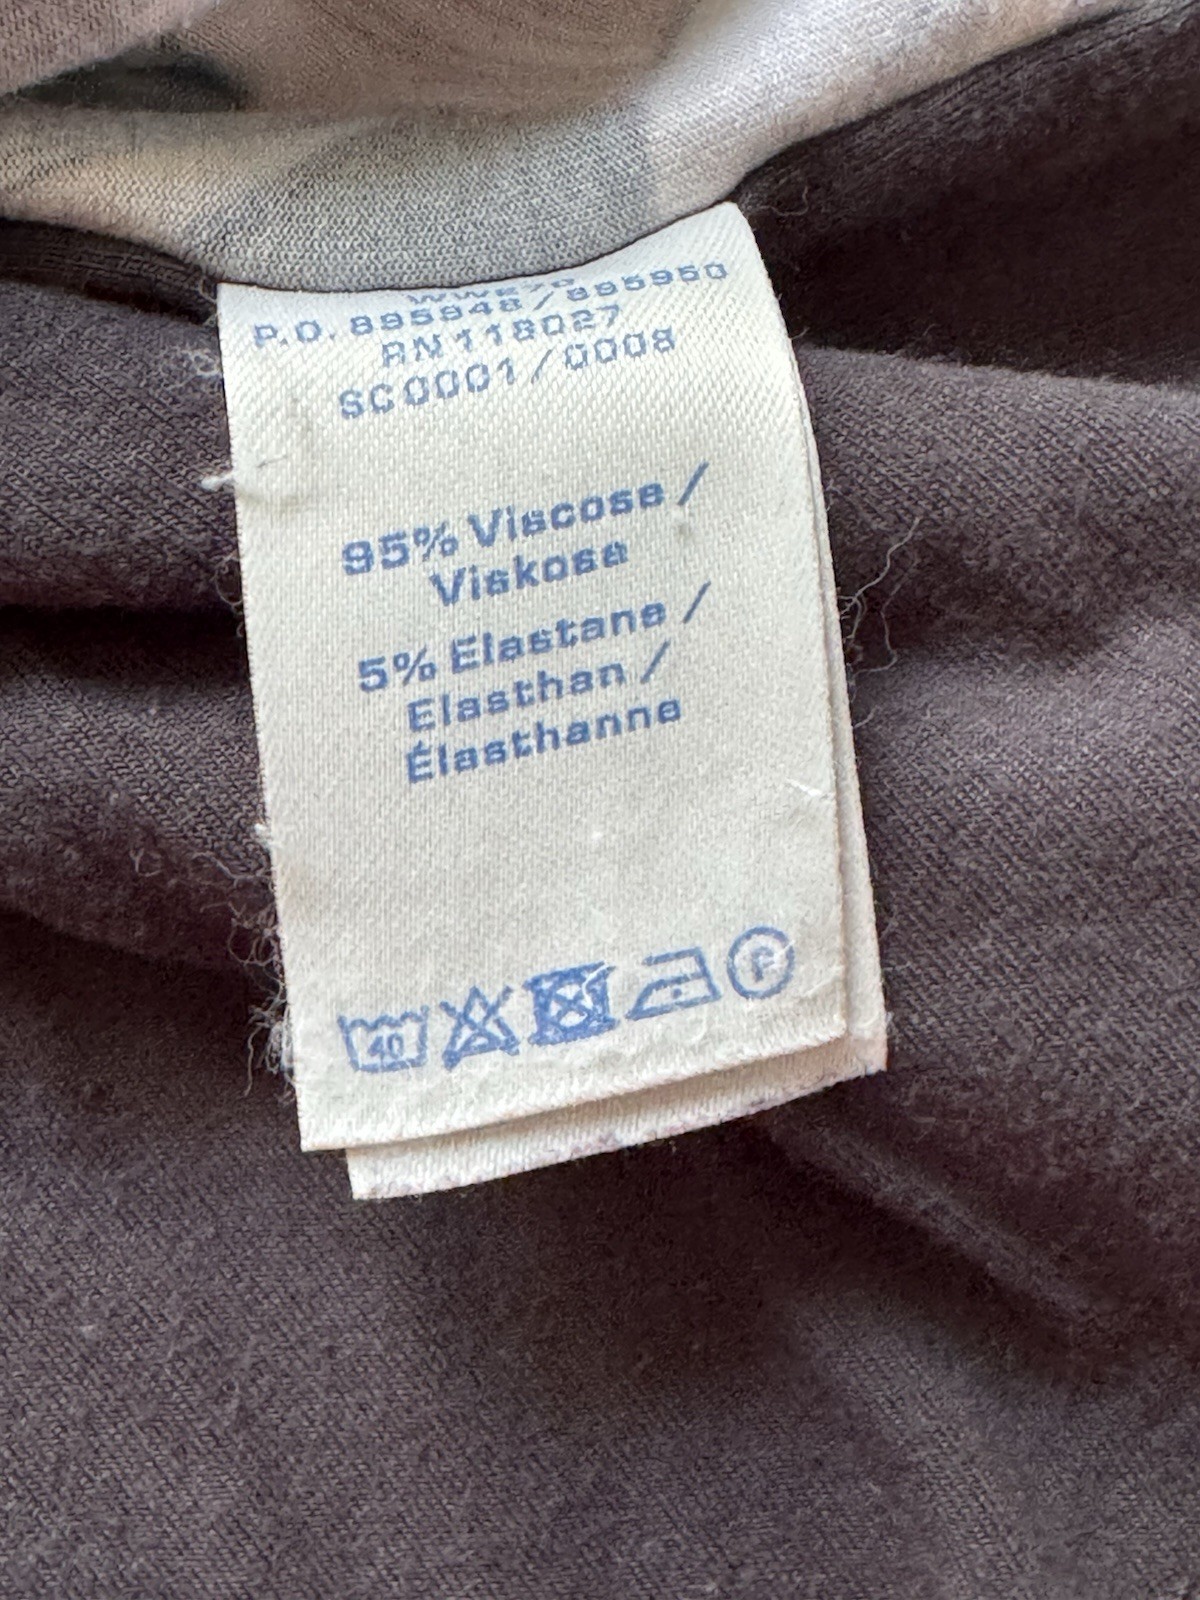 P.O. 895948 / 895950
RN 118027
SC0001 / 0008
95% Viscose /
Viskose
5% Elastane /
Elasthan /
Élasthanne
40
P